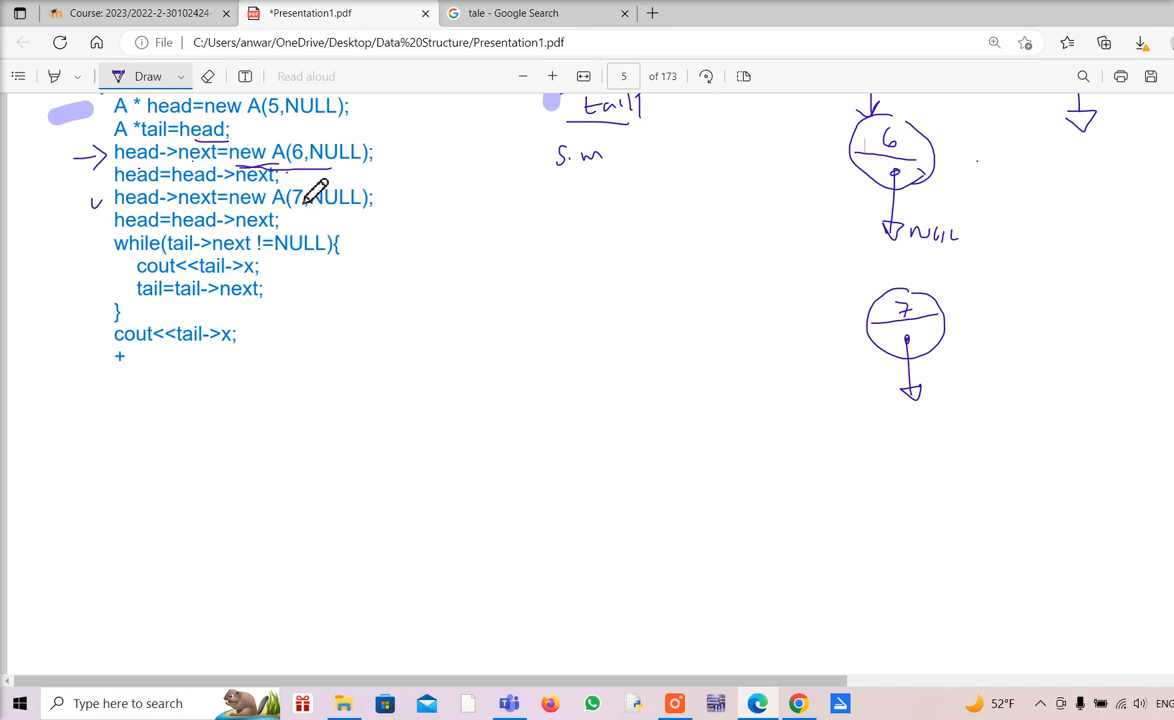 Course: 2023/2022-2-30102424-
*Presentation1.pdf
tale - Google Search
File
C:/Users/anwar/OneDrive/Desktop/Data%20Structure/Presentation1.pdf
Draw
Read aloud
5
of 173
A * head=new A(5,NULL);
A *tail=head;
head->next=new A(6,NULL);
head=head->next;
head->next=new A(7,NULL);
head=head->next;
while(tail->next !=NULL){
cout<<tail->x;
tail=tail->next;
}
cout<<tail->x;
+
tail
S.m
6
NULL
7
Type here to search
52°F
ENG